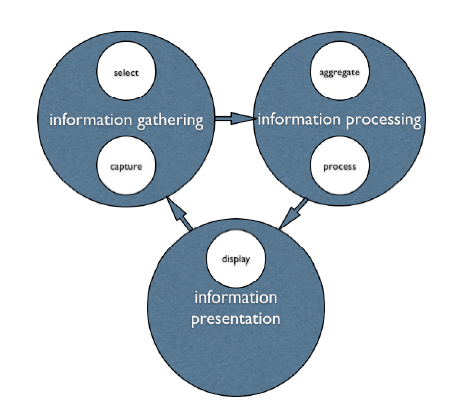 select
information gathering
capture
aggregate
information processing
process
display
information
presentation